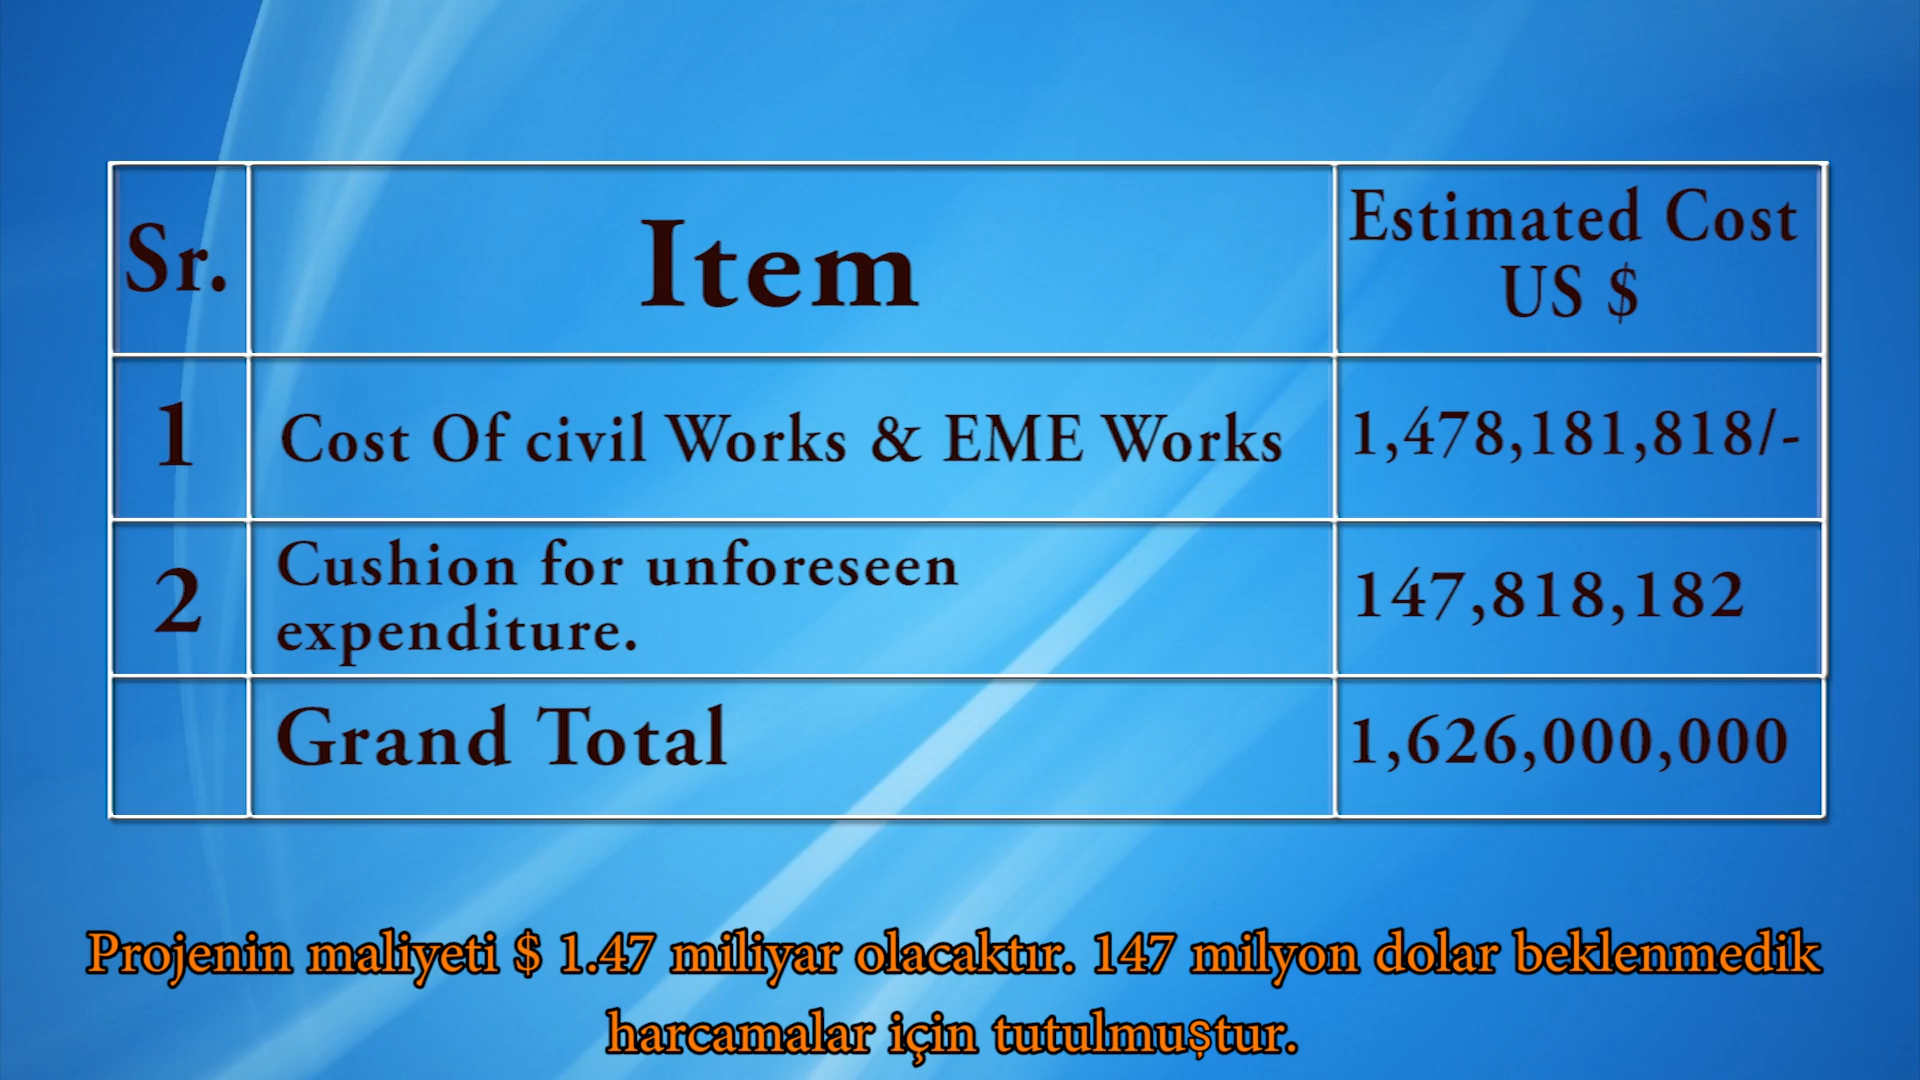 Sr.
Item
Estimated Cost
US $
1
Cost Of civil Works & EME Works
1,478,181,818/-
2
Cushion for unforeseen
expenditure.
147,818,182
Grand Total
1,626,000,000
Projenin maliyeti $ 1.47 miliyar olacaktır. 147 milyon dolar beklenmedik
harcamalar için tutulmuştur.